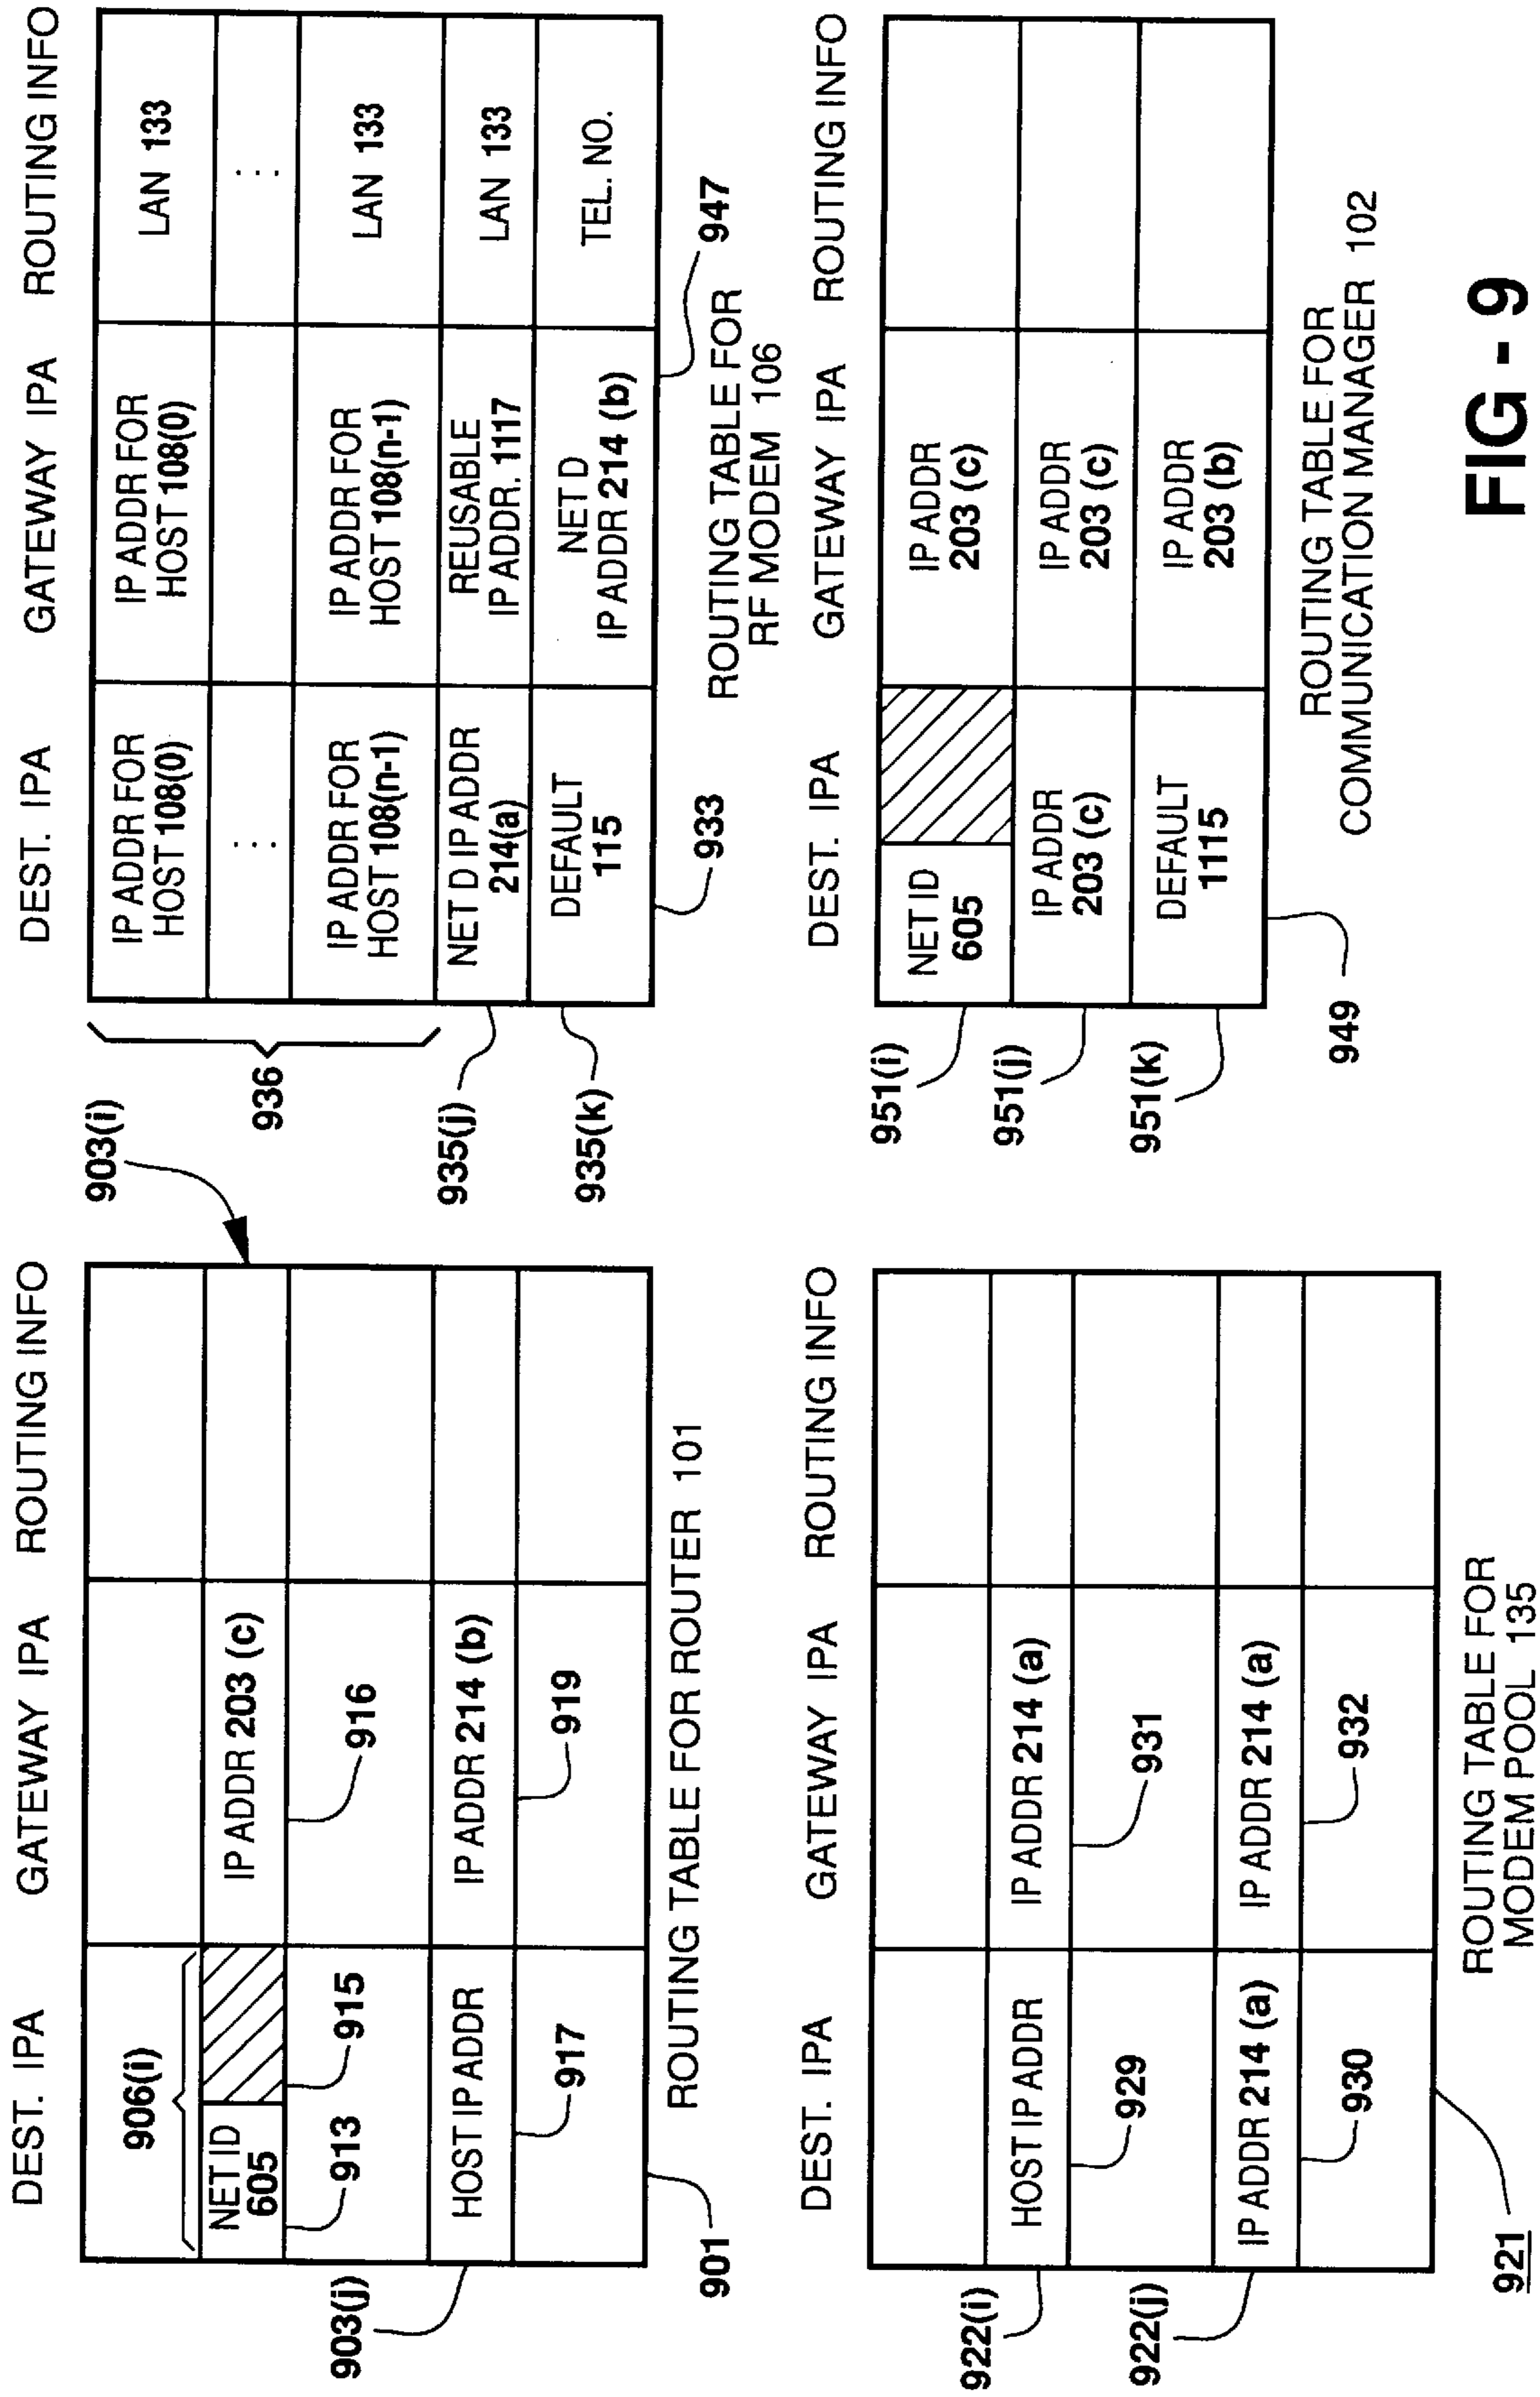 DEST. IPA GATEWAY IPA ROUTING INFO
906(i)
903(i)
NET ID
605
IP ADDR 203 (c)
913
915
916
903(j)
HOST IP ADDR
IP ADDR 214 (b)
917
919
901
ROUTING TABLE FOR ROUTER 101
DEST. IPA GATEWAY IPA ROUTING INFO
IP ADDR FOR
HOST 108(0)
IP ADDR FOR
HOST 108(0)
LAN 133
...
...
936
IP ADDR FOR
HOST 108(n-1)
IP ADDR FOR
HOST 108(n-1)
LAN 133
935(j)
NET D IP ADDR
214(a)
REUSABLE
IP ADDR. 1117
LAN 133
935(k)
DEFAULT
115
NET D
IP ADDR 214 (b)
TEL. NO.
933
947
ROUTING TABLE FOR
RF MODEM 106
DEST. IPA GATEWAY IPA ROUTING INFO
922(i)
HOST IP ADDR
IP ADDR 214 (a)
929
931
922(j)
IP ADDR 214 (a)
IP ADDR 214 (a)
930
932
921
ROUTING TABLE FOR
MODEM POOL 135
DEST. IPA GATEWAY IPA ROUTING INFO
951(i)
NET ID
605
IP ADDR
203 (c)
951(j)
IP ADDR
203 (c)
IP ADDR
203 (c)
951(k)
DEFAULT
1115
IP ADDR
203 (b)
949
ROUTING TABLE FOR
COMMUNICATION MANAGER 102
FIG - 9